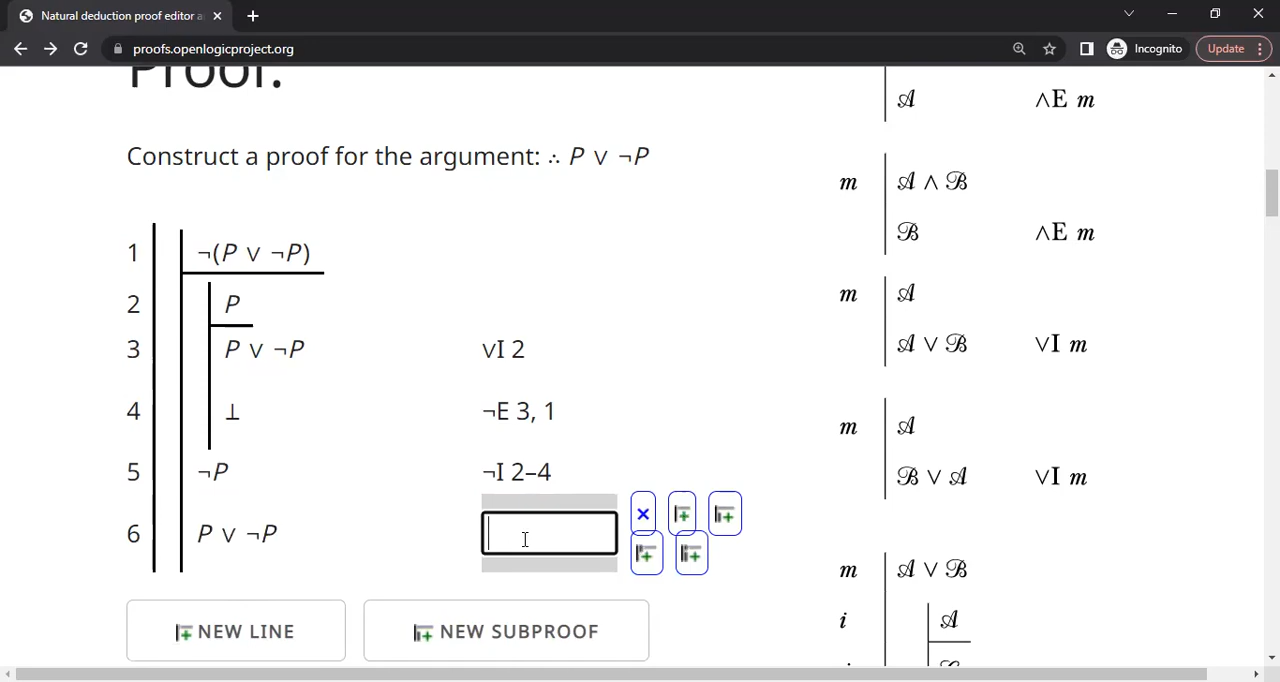 Natural deduction proof editor a
proofs.openlogicproject.org
Incognito
Update
Proof:
Construct a proof for the argument: ∴ P ∨ ¬P
1 ¬(P ∨ ¬P)
2 P
3 P ∨ ¬P ∨I 2
4 ⊥ ¬E 3, 1
5 ¬P ¬I 2–4
6 P ∨ ¬P
NEW LINE
NEW SUBPROOF
𝒜 ∧E m
m 𝒜 ∧ ℬ
ℬ ∧E m
m 𝒜
𝒜 ∨ ℬ ∨I m
m 𝒜
ℬ ∨ 𝒜 ∨I m
m 𝒜 ∨ ℬ
i 𝒜